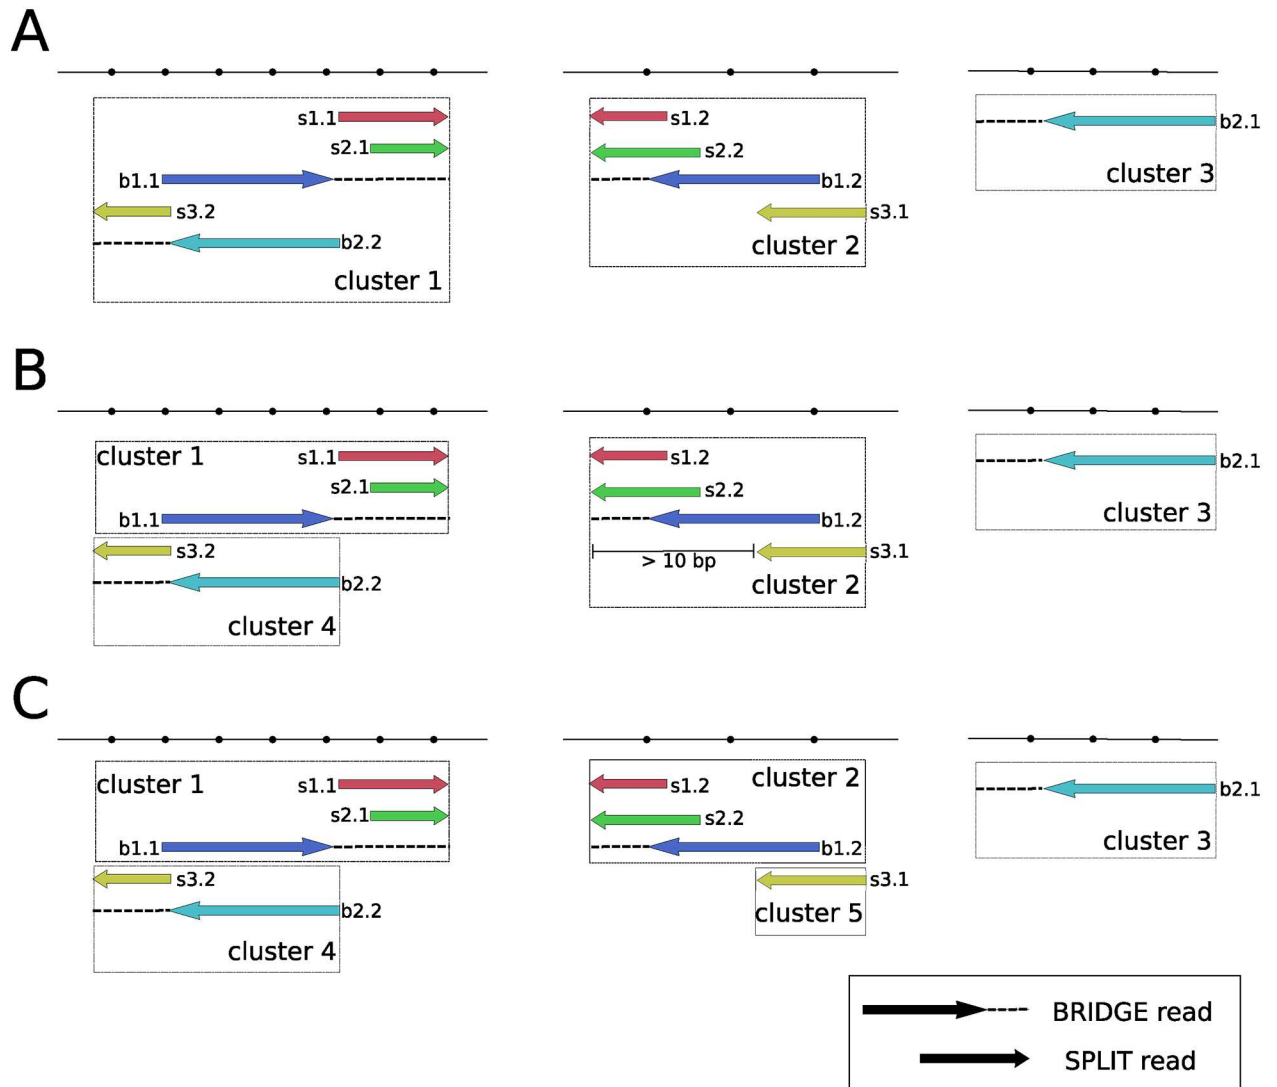 A
s1.1
s2.1
b1.1
s3.2
b2.2
cluster 1
s1.2
s2.2
b1.2
s3.1
cluster 2
b2.1
cluster 3
B
cluster 1
s1.1
s2.1
b1.1
s3.2
b2.2
cluster 4
s1.2
s2.2
b1.2
s3.1
> 10 bp
cluster 2
b2.1
cluster 3
C
cluster 1
s1.1
s2.1
b1.1
s3.2
b2.2
cluster 4
cluster 2
s1.2
s2.2
b1.2
s3.1
cluster 5
b2.1
cluster 3
BRIDGE read
SPLIT read